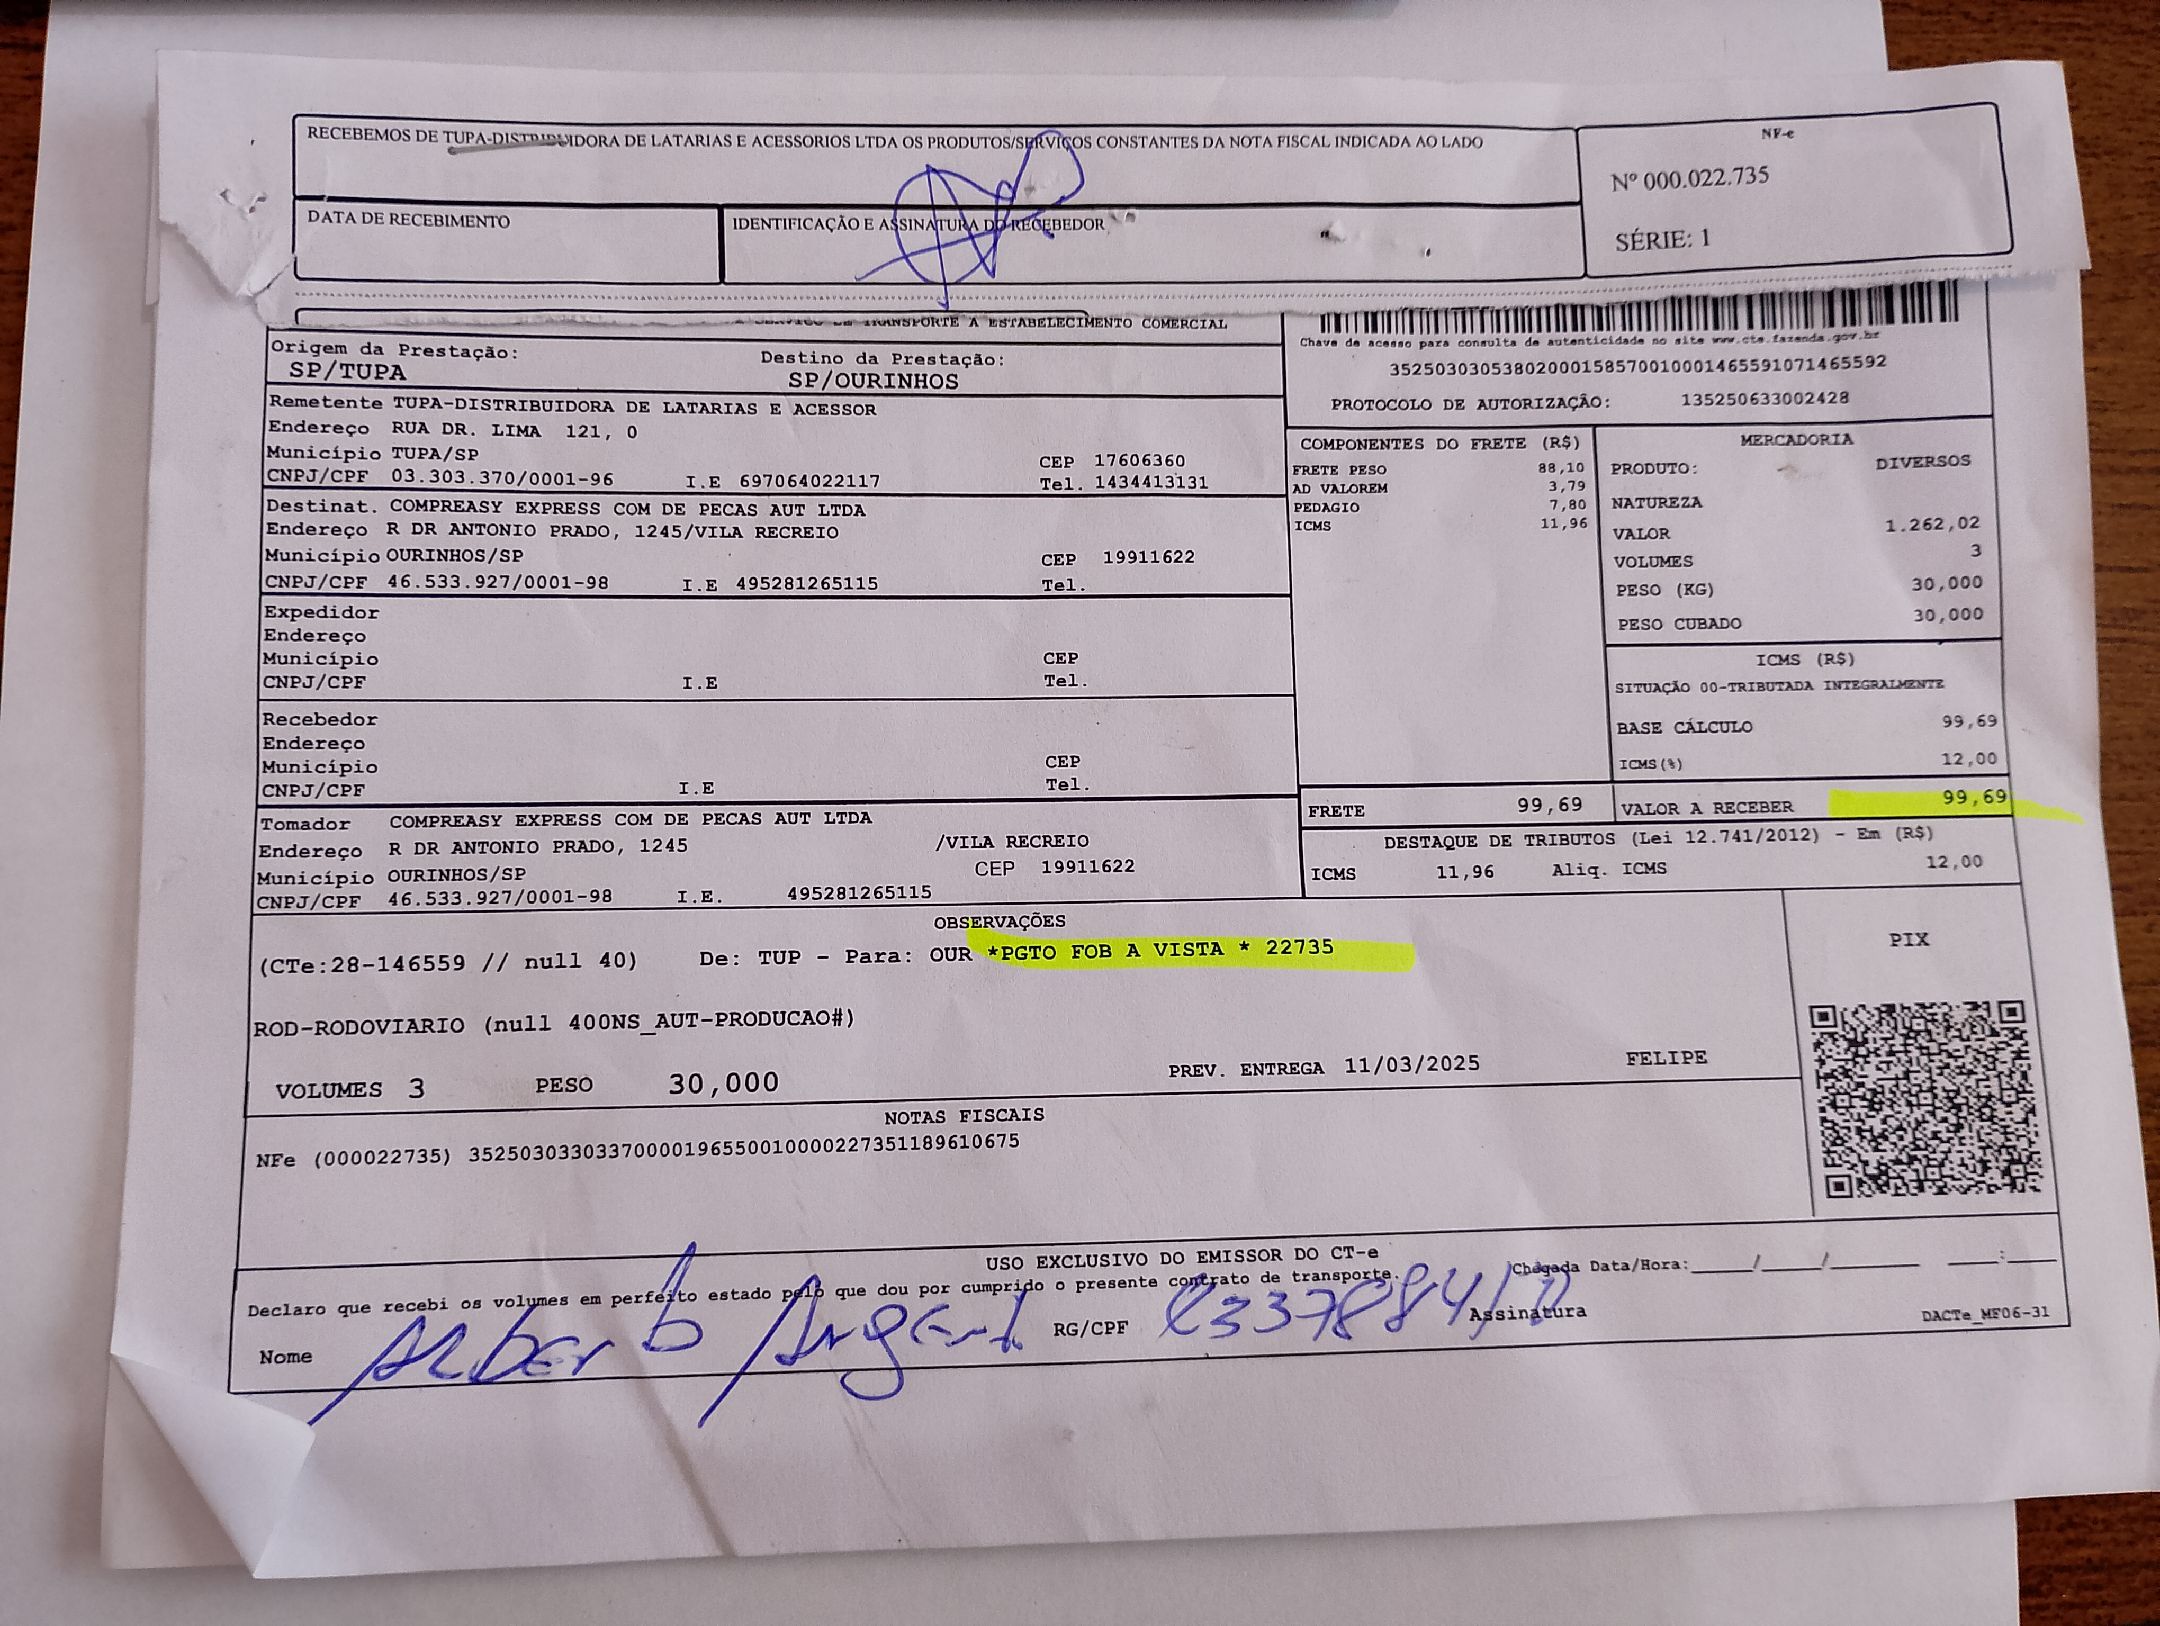 RECEBEMOS DE TUPA-DISTRIBUIDORA DE LATARIAS E ACESSORIOS LTDA OS PRODUTOS/SERVIÇOS CONSTANTES DA NOTA FISCAL INDICADA AO LADO
DATA DE RECEBIMENTO
IDENTIFICAÇÃO E ASSINATURA DO RECEBEDOR
NF-e
Nº 000.022.735
SÉRIE: 1
TRANSPORTE A ESTABELECIMENTO COMERCIAL
Origem da Prestação:
SP/TUPA
Destino da Prestação:
SP/OURINHOS
Chave de acesso para consulta de autenticidade no site www.cte.fazenda.gov.br
35250303053802000158570010001465591071465592
PROTOCOLO DE AUTORIZAÇÃO: 135250633002428
Remetente TUPA-DISTRIBUIDORA DE LATARIAS E ACESSOR
Endereço RUA DR. LIMA 121, 0
Município TUPA/SP CEP 17606360
CNPJ/CPF 03.303.370/0001-96 I.E 697064022117 Tel. 1434413131
Destinat. COMPREASY EXPRESS COM DE PECAS AUT LTDA
Endereço R DR ANTONIO PRADO, 1245/VILA RECREIO
Município OURINHOS/SP CEP 19911622
CNPJ/CPF 46.533.927/0001-98 I.E 495281265115 Tel.
Expedidor
Endereço
Município CEP
CNPJ/CPF I.E Tel.
Recebedor
Endereço
Município CEP
CNPJ/CPF I.E Tel.
Tomador COMPREASY EXPRESS COM DE PECAS AUT LTDA
Endereço R DR ANTONIO PRADO, 1245 /VILA RECREIO
Município OURINHOS/SP CEP 19911622
CNPJ/CPF 46.533.927/0001-98 I.E. 495281265115
COMPONENTES DO FRETE (R$)
FRETE PESO 88,10
AD VALOREM 3,79
PEDAGIO 7,80
ICMS 11,96
MERCADORIA
PRODUTO: DIVERSOS
NATUREZA
VALOR 1.262,02
VOLUMES 3
PESO (KG) 30,000
PESO CUBADO 30,000
ICMS (R$)
SITUAÇÃO 00-TRIBUTADA INTEGRALMENTE
BASE CÁLCULO 99,69
ICMS(%) 12,00
FRETE 99,69
VALOR A RECEBER 99,69
DESTAQUE DE TRIBUTOS (Lei 12.741/2012) - Em (R$)
ICMS 11,96 Aliq. ICMS 12,00
OBSERVAÇÕES
(CTe:28-146559 // null 40) De: TUP - Para: OUR *PGTO FOB A VISTA * 22735
ROD-RODOVIARIO (null 400NS_AUT-PRODUCAO#)
VOLUMES 3 PESO 30,000 PREV. ENTREGA 11/03/2025 FELIPE
PIX
NOTAS FISCAIS
NFe (000022735) 35250303303370000196550010000227351189610675
USO EXCLUSIVO DO EMISSOR DO CT-e
Declaro que recebi os volumes em perfeito estado pelo que dou por cumprido o presente contrato de transporte.
Chegada Data/Hora:_____/_____/_______ ____:____
Nome
RG/CPF
Assinatura
DACTe_MF06-31